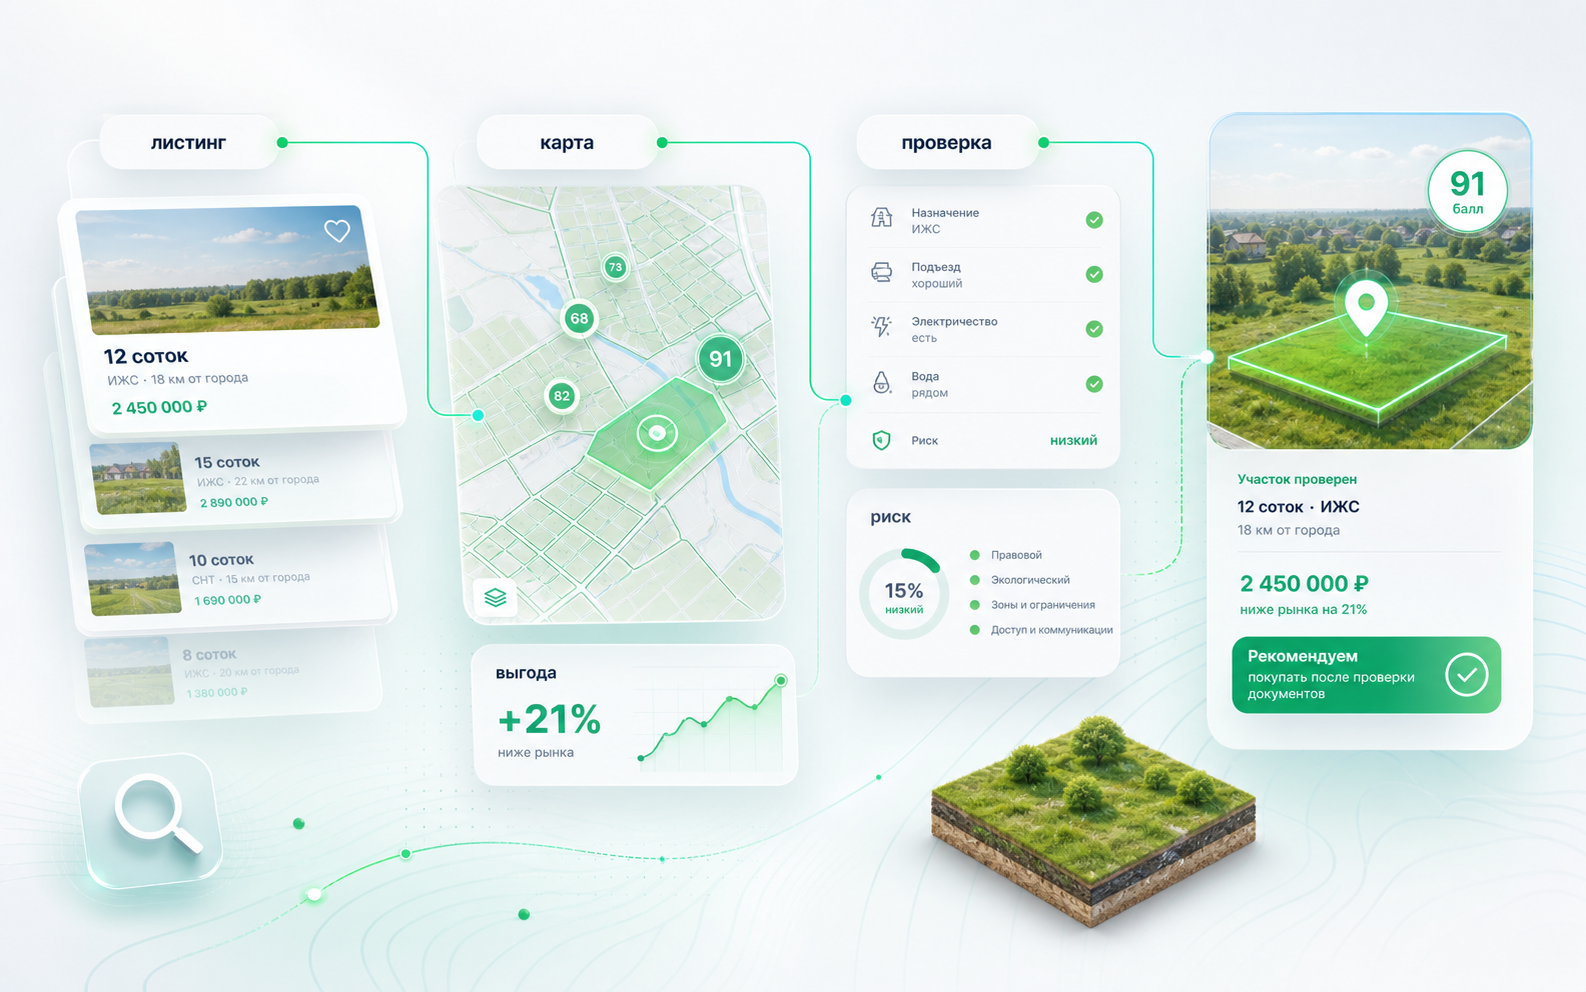 листинг
12 соток
ИЖС · 18 км от города
2 450 000 ₽
15 соток
ИЖС · 22 км от города
2 890 000 ₽
10 соток
СНТ · 15 км от города
1 690 000 ₽
8 соток
ИЖС · 20 км от города
1 380 000 ₽
карта
73
68
91
82
выгода
+21%
ниже рынка
проверка
Назначение
ИЖС
Подъезд
хороший
Электричество
есть
Вода
рядом
Риск
низкий
риск
15%
низкий
Правовой
Экологический
Зоны и ограничения
Доступ и коммуникации
91
балл
Участок проверен
12 соток · ИЖС
18 км от города
2 450 000 ₽
ниже рынка на 21%
Рекомендуем
покупать после проверки
документов